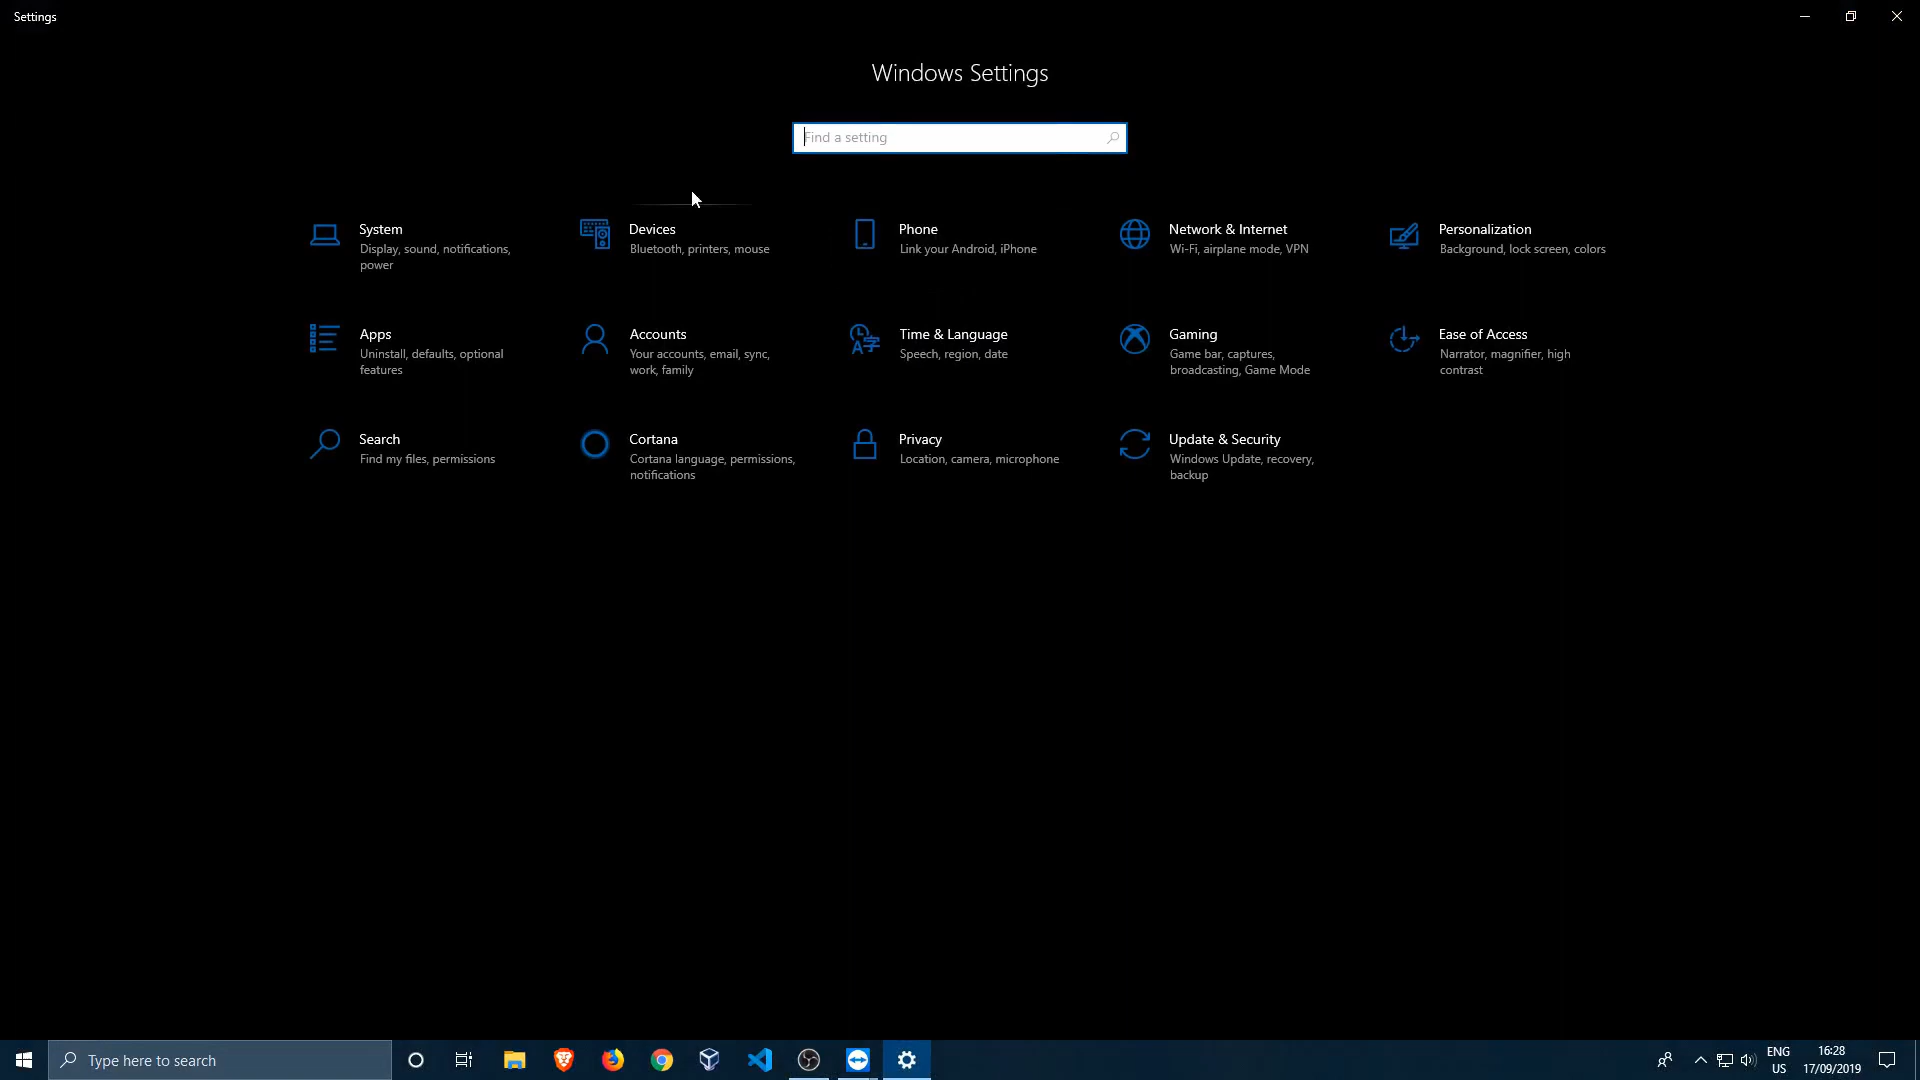 Settings
Windows Settings
Find a setting
System
Display, sound, notifications,
power
Devices
Bluetooth, printers, mouse
Phone
Link your Android, iPhone
Network & Internet
Wi-Fi, airplane mode, VPN
Personalization
Background, lock screen, colors
Apps
Uninstall, defaults, optional
features
Accounts
Your accounts, email, sync,
work, family
Time & Language
Speech, region, date
Gaming
Game bar, captures,
broadcasting, Game Mode
Ease of Access
Narrator, magnifier, high
contrast
Search
Find my files, permissions
Cortana
Cortana language, permissions,
notifications
Privacy
Location, camera, microphone
Update & Security
Windows Update, recovery,
backup
Type here to search
ENG
US
16:28
17/09/2019